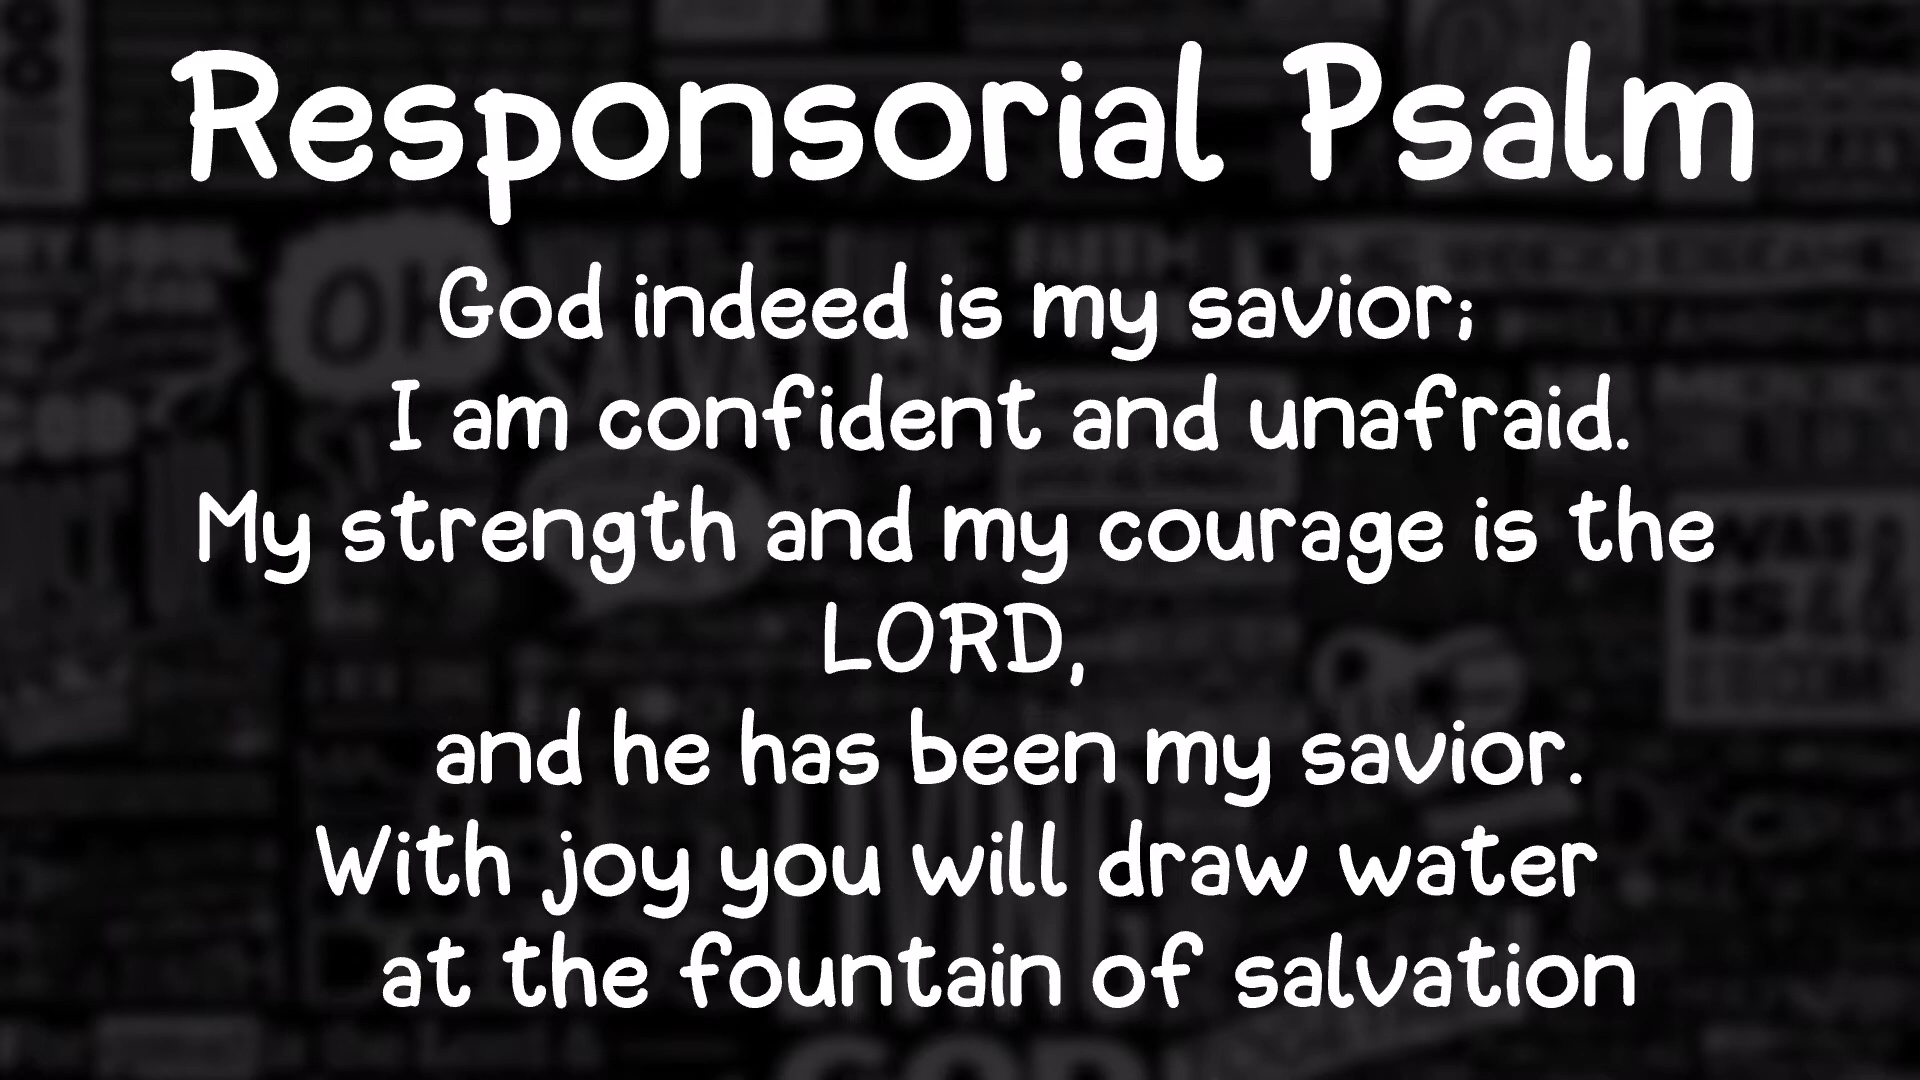 Responsorial Psalm
God indeed is my savior;
I am confident and unafraid.
My strength and my courage is the
LORD,
and he has been my savior.
With joy you will draw water
at the fountain of salvation